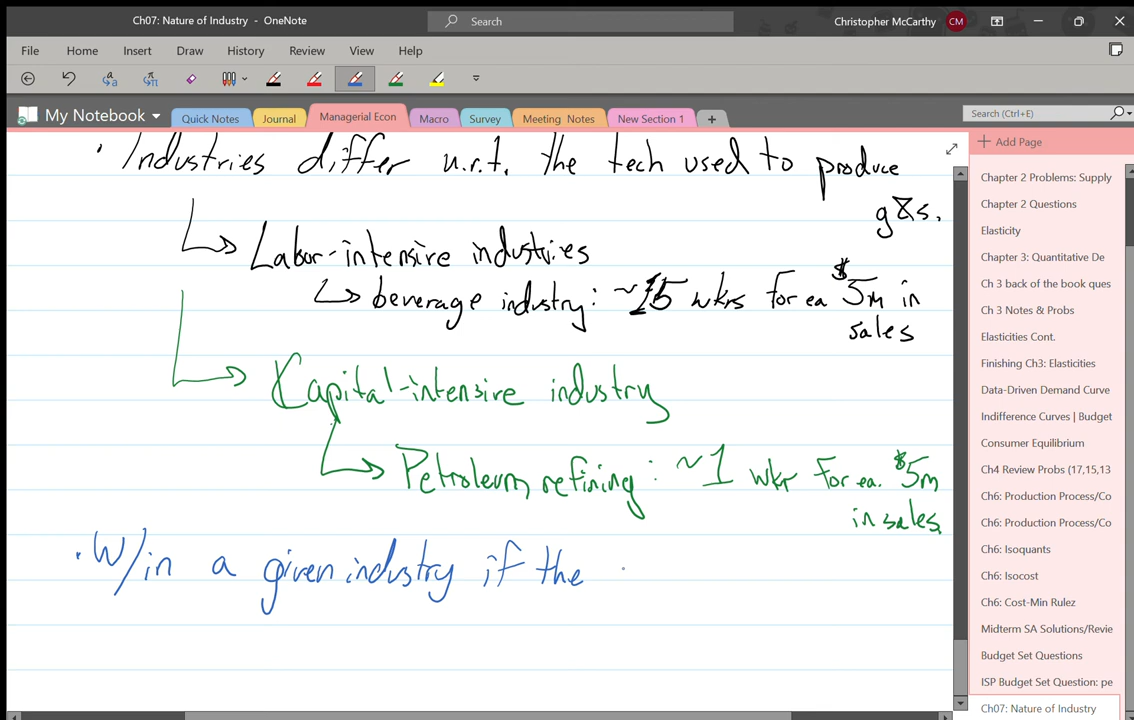 Ch07: Nature of Industry - OneNote
Search
Christopher McCarthy CM
File Home Insert Draw History Review View Help
My Notebook
Quick Notes Journal Managerial Econ Macro Survey Meeting Notes New Section 1
Search (Ctrl+E)
Add Page
· Industries differ w.r.t. the tech used to produce
g&s.
Labor-intensive industries
beverage industry: ~15 wkrs for ea $5m in
sales
Capital-intensive industry
Petroleum refining: ~1 wkr for ea. $5m
in sales
· W/in a given industry if the
Chapter 2 Problems: Supply
Chapter 2 Questions
Elasticity
Chapter 3: Quantitative De
Ch 3 back of the book ques
Ch 3 Notes & Probs
Elasticities Cont.
Finishing Ch3: Elasticities
Data-Driven Demand Curve
Indifference Curves | Budget
Consumer Equilibrium
Ch4 Review Probs (17,15,13
Ch6: Production Process/Co
Ch6: Production Process/Co
Ch6: Isoquants
Ch6: Isocost
Ch6: Cost-Min Rulez
Midterm SA Solutions/Revie
Budget Set Questions
ISP Budget Set Question: pe
Ch07: Nature of Industry